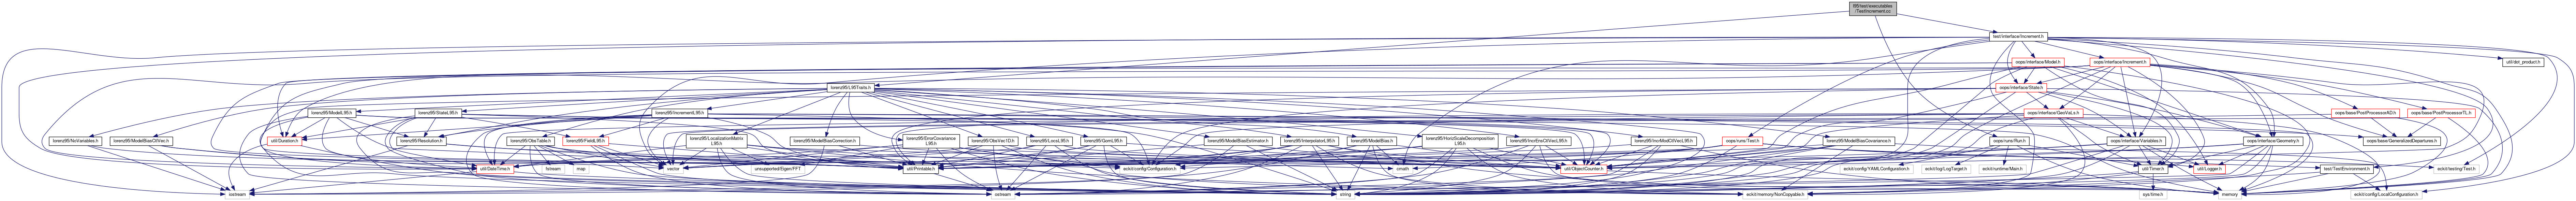 l95/test/executables
/TestIncrement.cc
test/interface/Increment.h
oops/interface/Model.h
oops/interface/Increment.h
util/dot_product.h
lorenz95/L95Traits.h
oops/interface/State.h
lorenz95/ModelL95.h
lorenz95/StateL95.h
lorenz95/IncrementL95.h
oops/interface/GeoVaLs.h
oops/base/PostProcessorAD.h
oops/base/PostProcessorTL.h
lorenz95/NoVariables.h
lorenz95/ModelBiasCtlVec.h
util/Duration.h
lorenz95/Resolution.h
lorenz95/ObsTable.h
lorenz95/FieldL95.h
lorenz95/LocalizationMatrix
L95.h
lorenz95/ModelBiasCorrection.h
lorenz95/ErrorCovariance
L95.h
lorenz95/ObsVec1D.h
lorenz95/LocsL95.h
lorenz95/GomL95.h
lorenz95/ModelBiasEstimator.h
lorenz95/InterpolatorL95.h
lorenz95/ModelBias.h
lorenz95/HorizScaleDecomposition
L95.h
lorenz95/IncrEnsCtlVecL95.h
lorenz95/IncrModCtlVecL95.h
oops/runs/Test.h
lorenz95/ModelBiasCovariance.h
oops/runs/Run.h
oops/interface/Variables.h
oops/interface/Geometry.h
oops/base/GeneralizedDepartures.h
util/DateTime.h
fstream
map
vector
unsupported/Eigen/FFT
util/Printable.h
eckit/config/Configuration.h
cmath
util/ObjectCounter.h
eckit/config/YAMLConfiguration.h
eckit/log/LogTarget.h
eckit/runtime/Main.h
util/Timer.h
util/Logger.h
test/TestEnvironment.h
eckit/testing/Test.h
iostream
ostream
string
eckit/memory/NonCopyable.h
sys/time.h
memory
eckit/config/LocalConfiguration.h